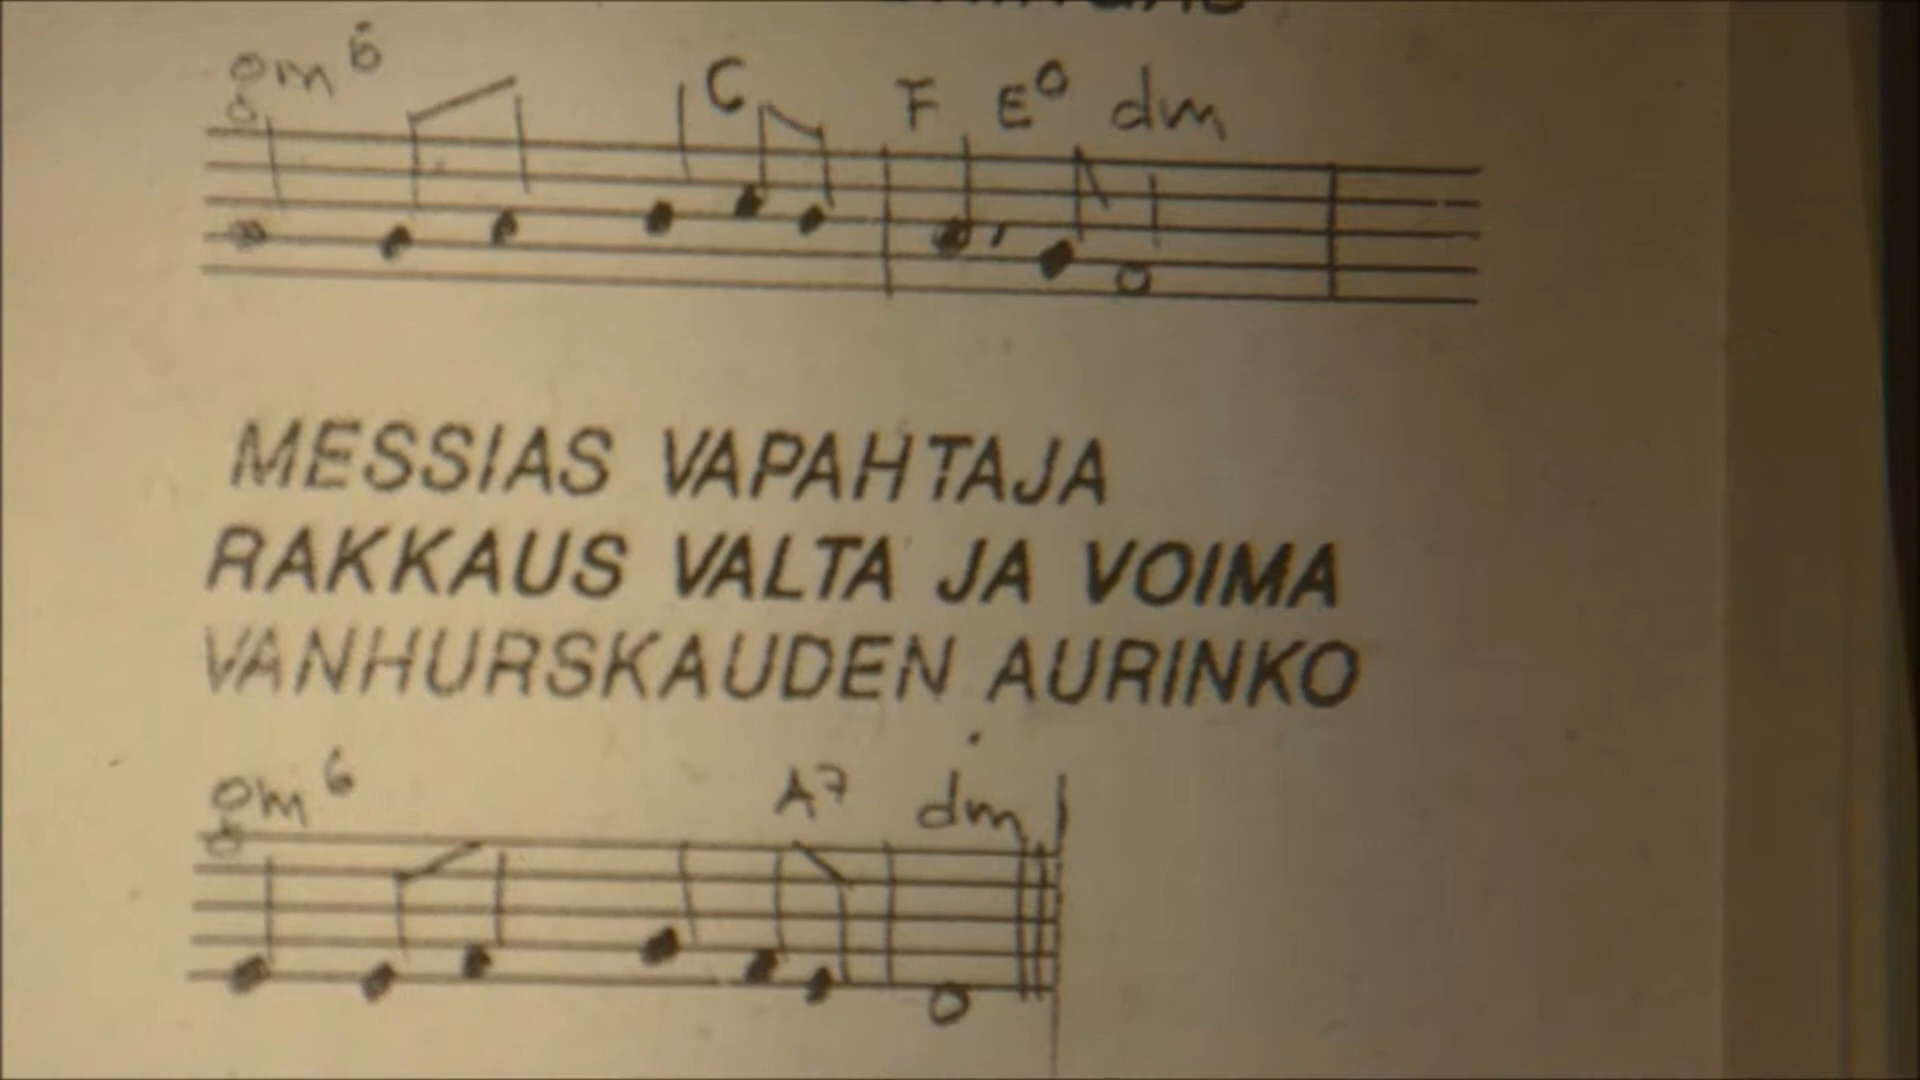 gm6 C F E° dm
MESSIAS VAPAHTAJA
RAKKAUS VALTA JA VOIMA
VANHURSKAUDEN AURINKO
gm6 A7 dm